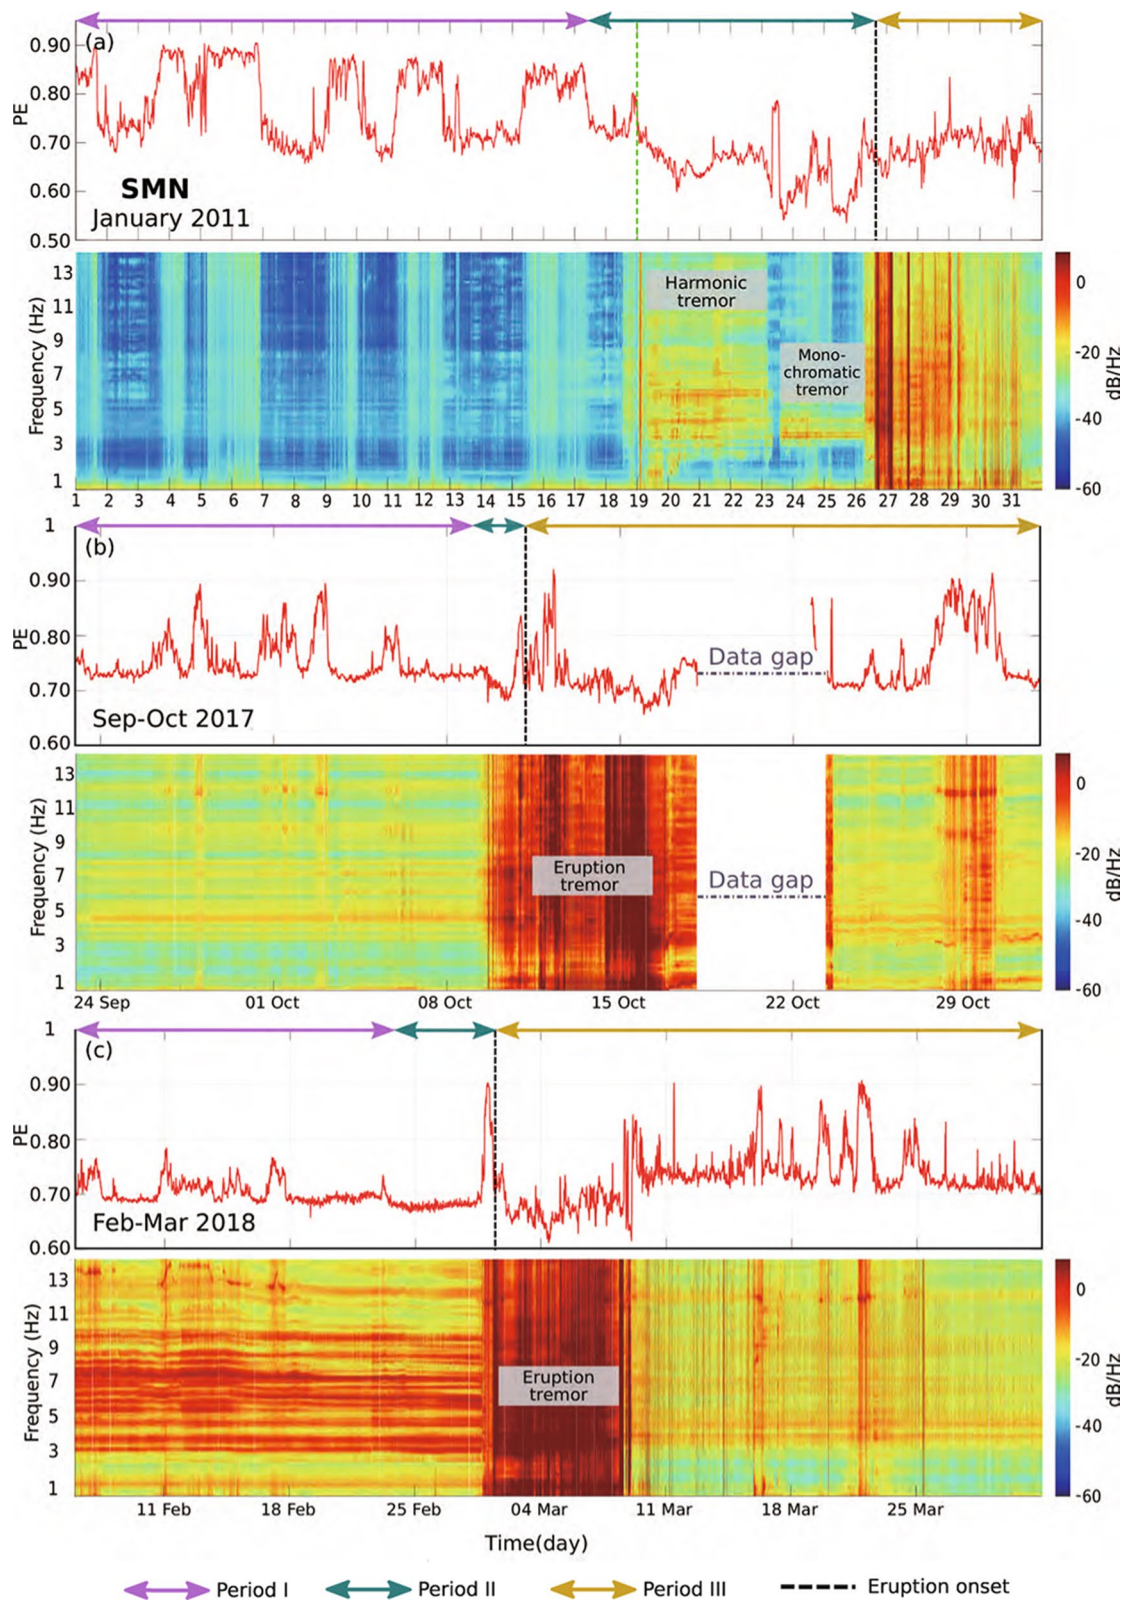 (a)
0.90
0.80
0.70
0.60
0.50
PE
SMN
January 2011
13
11
9
7
5
3
1
Frequency (Hz)
Harmonic
tremor
Mono-
chromatic
tremor
0
-20
-40
-60
dB/Hz
1 2 3 4 5 6 7 8 9 10 11 12 13 14 15 16 17 18 19 20 21 22 23 24 25 26 27 28 29 30 31
1
(b)
0.90
0.80
0.70
0.60
PE
Data gap
Sep-Oct 2017
13
11
9
7
5
3
1
Frequency (Hz)
Eruption
tremor
Data gap
0
-20
-40
-60
dB/Hz
24 Sep 01 Oct 08 Oct 15 Oct 22 Oct 29 Oct
1
(c)
0.90
0.80
0.70
0.60
PE
Feb-Mar 2018
13
11
9
7
5
3
1
Frequency (Hz)
Eruption
tremor
0
-20
-40
-60
dB/Hz
11 Feb 18 Feb 25 Feb 04 Mar 11 Mar 18 Mar 25 Mar
Time(day)
Period I Period II Period III Eruption onset